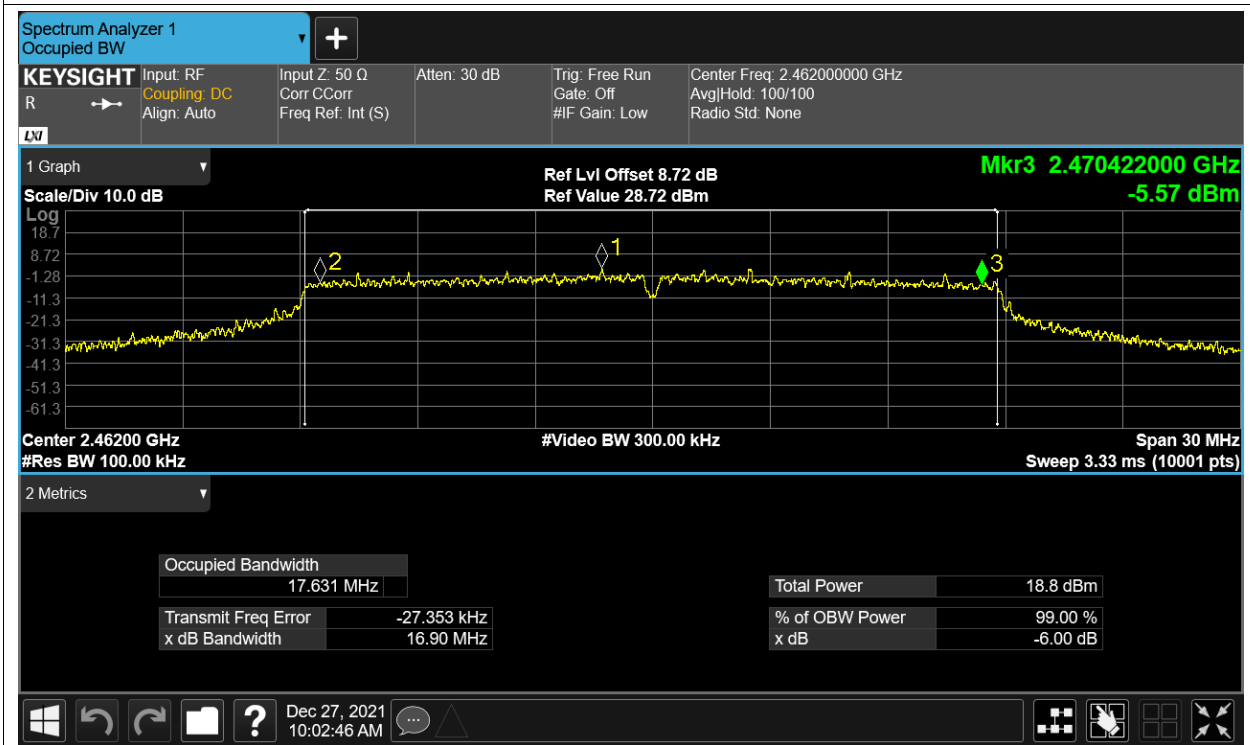 Spectrum Analyzer 1
Occupied BW
KEYSIGHT
R
LXI
Input: RF
Coupling: DC
Align: Auto
Input Z: 50 Ω
Corr CCorr
Freq Ref: Int (S)
Atten: 30 dB
Trig: Free Run
Gate: Off
#IF Gain: Low
Center Freq: 2.462000000 GHz
Avg|Hold: 100/100
Radio Std: None
1 Graph
Scale/Div 10.0 dB
Ref Lvl Offset 8.72 dB
Ref Value 28.72 dBm
Mkr3 2.470422000 GHz
-5.57 dBm
Log
18.7
8.72
-1.28
-11.3
-21.3
-31.3
-41.3
-51.3
-61.3
2
1
3
Center 2.46200 GHz
#Res BW 100.00 kHz
#Video BW 300.00 kHz
Span 30 MHz
Sweep 3.33 ms (10001 pts)
2 Metrics
Occupied Bandwidth
17.631 MHz
Transmit Freq Error -27.353 kHz
x dB Bandwidth 16.90 MHz
Total Power 18.8 dBm
% of OBW Power 99.00 %
x dB -6.00 dB
?
Dec 27, 2021
10:02:46 AM